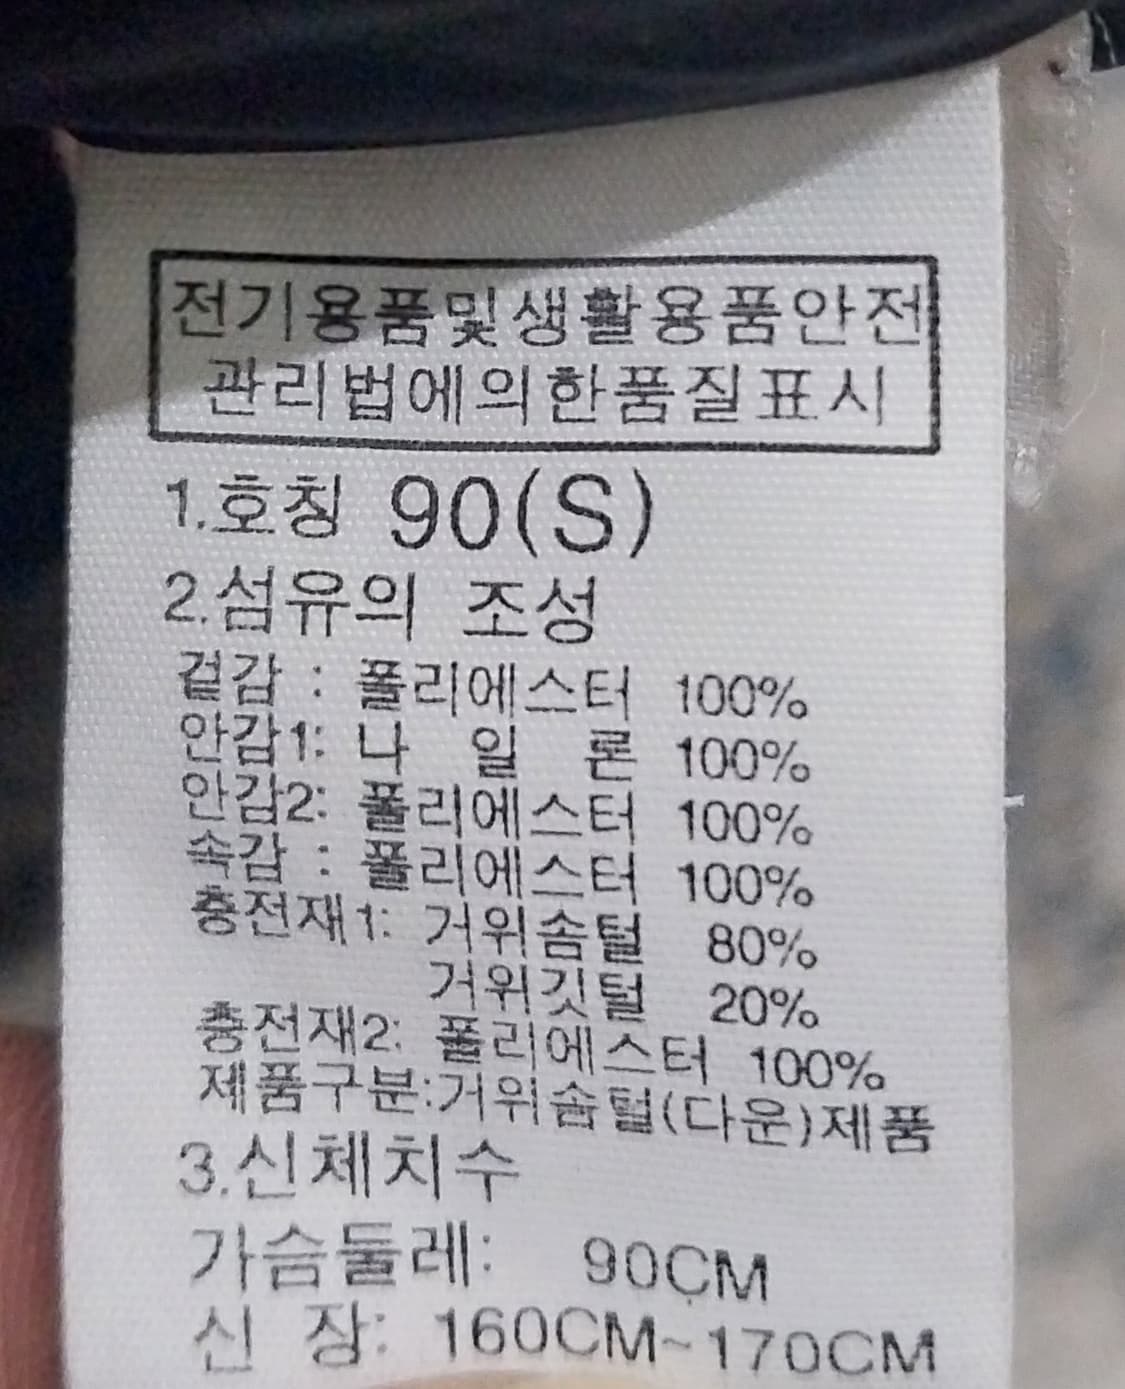 전기용품및생활용품안전
관리법에의한품질표시
1.호칭 90(S)
2.섬유의 조성
겉감 : 폴리에스터 100%
안감1: 나 일 론 100%
안감2: 폴리에스터 100%
속감 : 폴리에스터 100%
충전재1: 거위솜털 80%
거위깃털 20%
충전재2: 폴리에스터 100%
제품구분:거위솜털(다운)제품
3.신체치수
가슴둘레: 90CM
신 장: 160CM~170CM